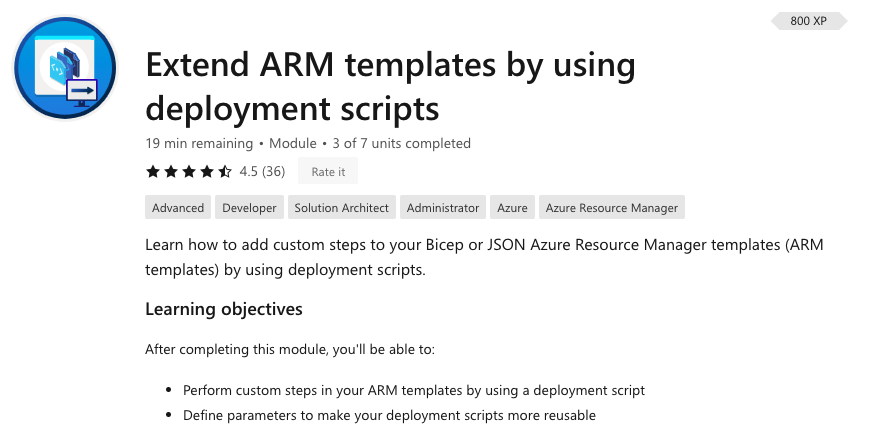 800 XP
Extend ARM templates by using
deployment scripts
19 min remaining • Module • 3 of 7 units completed
4.5 (36) Rate it
Advanced Developer Solution Architect Administrator Azure Azure Resource Manager
Learn how to add custom steps to your Bicep or JSON Azure Resource Manager templates (ARM
templates) by using deployment scripts.
Learning objectives
After completing this module, you'll be able to:
• Perform custom steps in your ARM templates by using a deployment script
• Define parameters to make your deployment scripts more reusable